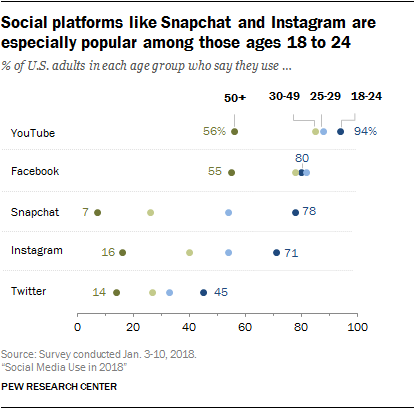 Social platforms like Snapchat and Instagram are
especially popular among those ages 18 to 24
% of U.S. adults in each age group who say they use ...
50+ 30-49 25-29 18-24
YouTube 56% 94%
Facebook 55 80
Snapchat 7 78
Instagram 16 71
Twitter 14 45
0 20 40 60 80 100
Source: Survey conducted Jan. 3-10, 2018.
“Social Media Use in 2018”
PEW RESEARCH CENTER